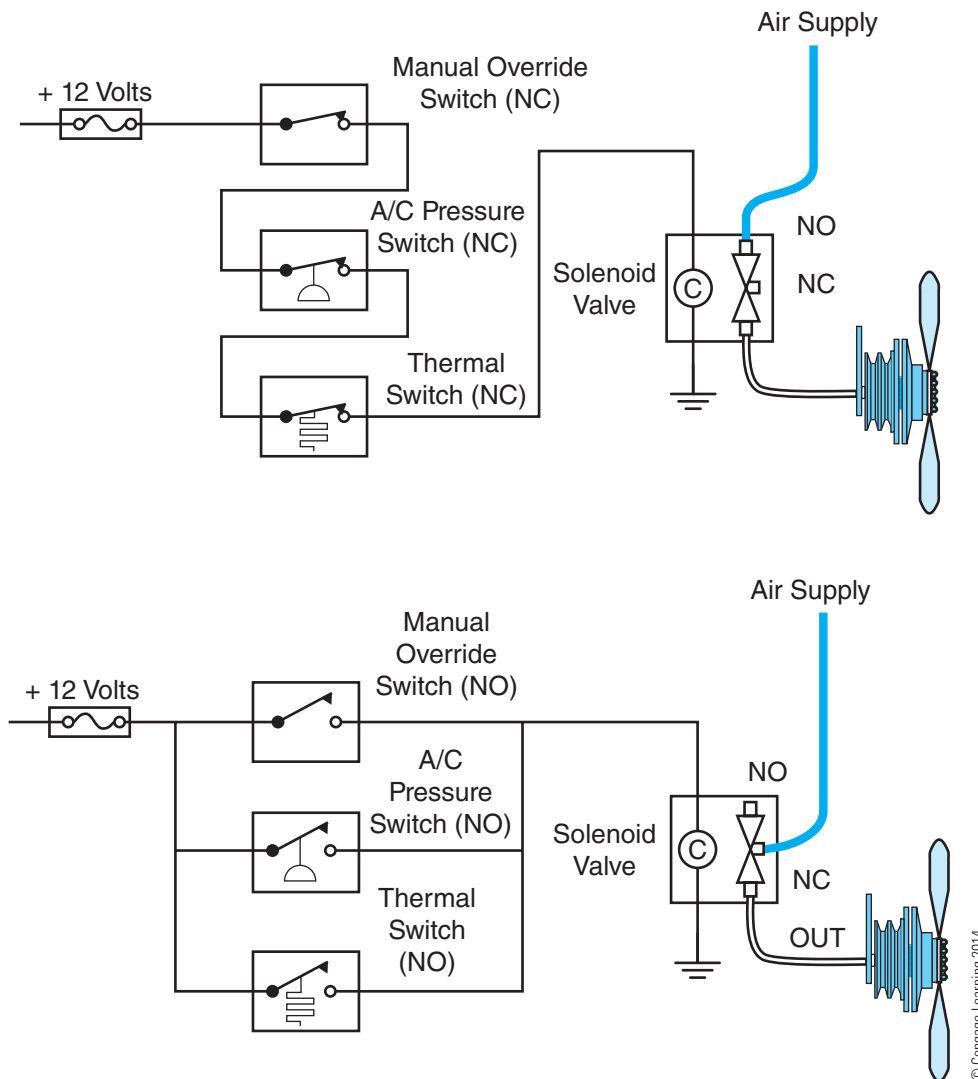 Air Supply
Manual Override
Switch (NC)
+ 12 Volts
A/C Pressure
Switch (NC)
NO
Solenoid
Valve
C
NC
Thermal
Switch (NC)
Air Supply
Manual
Override
Switch (NO)
+ 12 Volts
A/C
Pressure
Switch (NO)
NO
Solenoid
Valve
C
NC
Thermal
Switch
(NO)
OUT
© Cengage Learning 2014